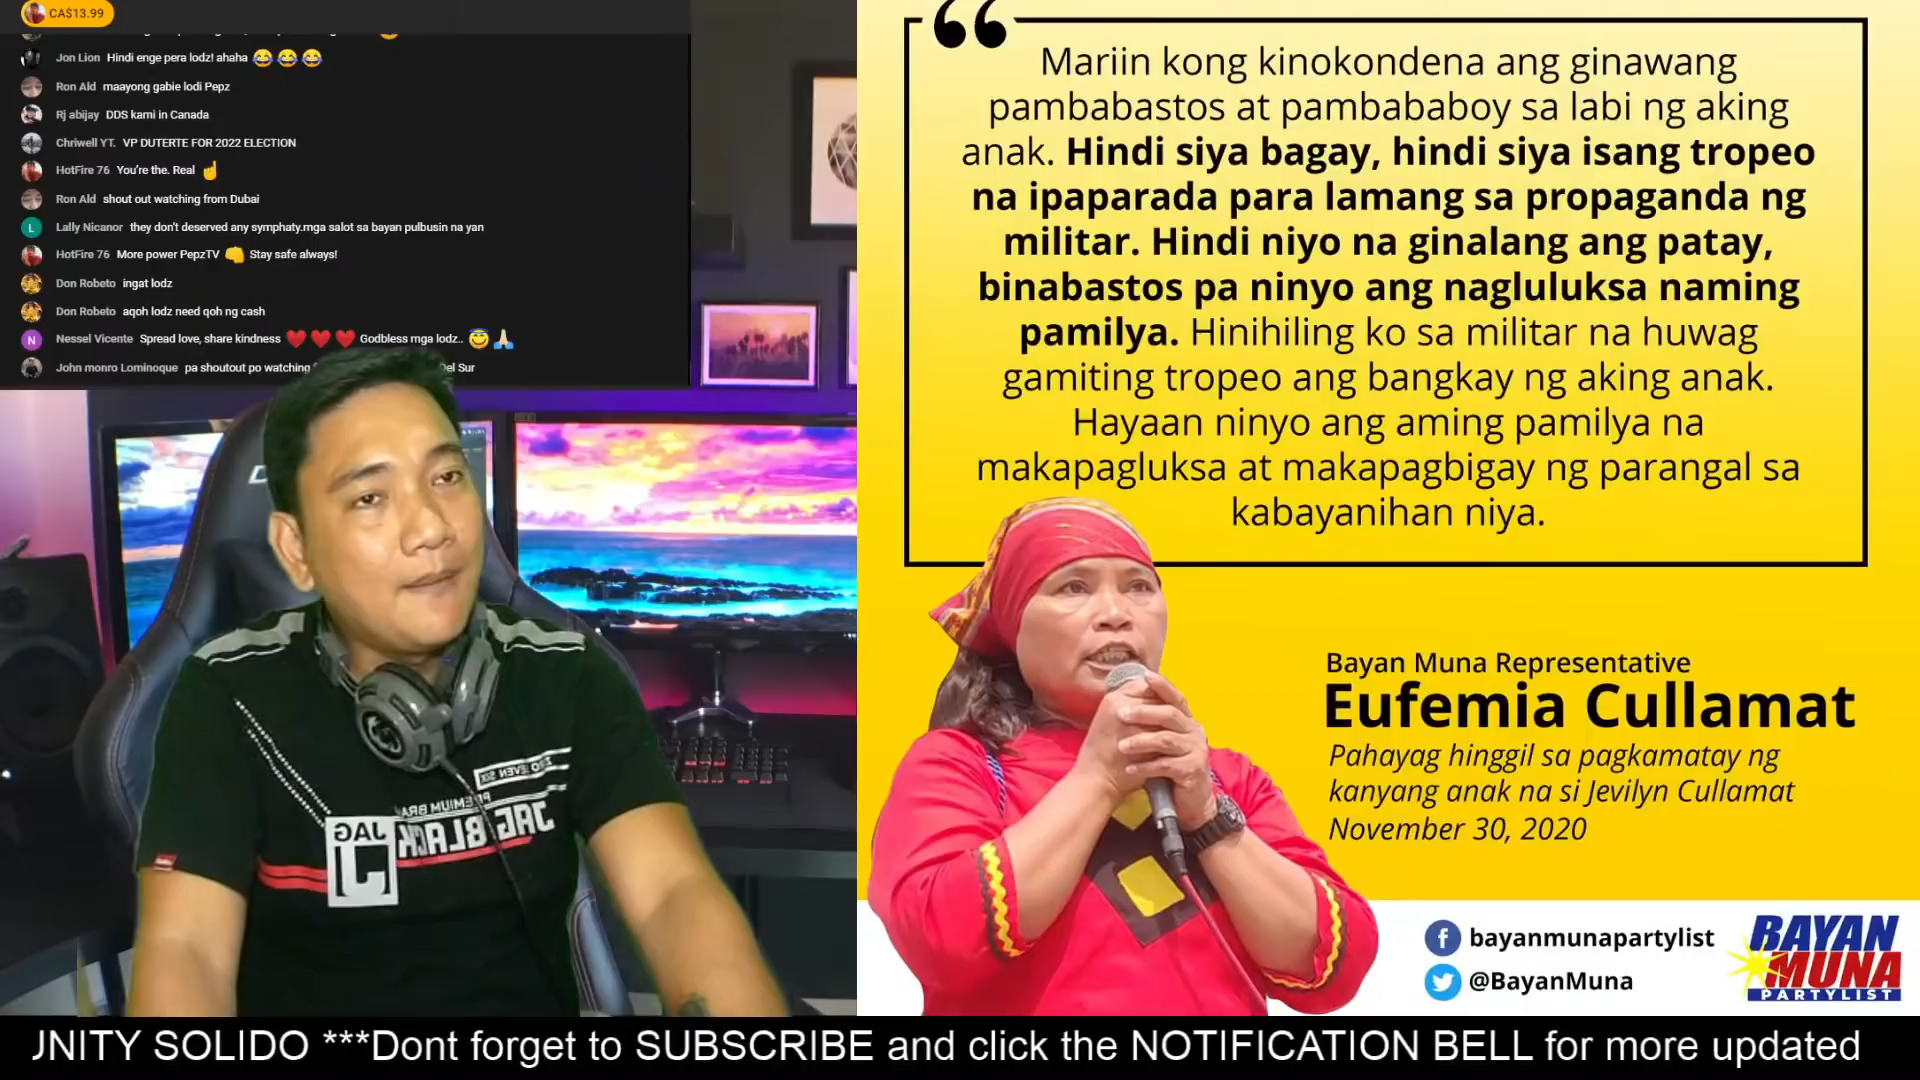 CA$13.99
Jon Lion Hindi enge pera lodz! ahaha 😂😂😂
Ron Ald maayong gabie lodi Pepz
Rj abijay DDS kami in Canada
Chriwell YT. VP DUTERTE FOR 2022 ELECTION
HotFire 76 You're the. Real ☝
Ron Ald shout out watching from Dubai
L Lally Nicanor they don't deserved any symphaty.mga salot sa bayan pulbusin na yan
HotFire 76 More power PepzTV 👊 Stay safe always!
Don Robeto ingat lodz
Don Robeto aqoh lodz need qoh ng cash
N Nessel Vicente Spread love, share kindness ❤️❤️❤️ Godbless mga lodz.. 😇🙏🏻
John monro Lominoque pa shoutout po watching Del Sur
JAG
JAG BLACK
PREMIUM BRA
“
Mariin kong kinokondena ang ginawang
pambabastos at pambababoy sa labi ng aking
anak. Hindi siya bagay, hindi siya isang tropeo
na ipaparada para lamang sa propaganda ng
militar. Hindi niyo na ginalang ang patay,
binabastos pa ninyo ang nagluluksa naming
pamilya. Hinihiling ko sa militar na huwag
gamiting tropeo ang bangkay ng aking anak.
Hayaan ninyo ang aming pamilya na
makapagluksa at makapagbigay ng parangal sa
kabayanihan niya.
Bayan Muna Representative
Eufemia Cullamat
Pahayag hinggil sa pagkamatay ng
kanyang anak na si Jevilyn Cullamat
November 30, 2020
bayanmunapartylist
@BayanMuna
BAYAN
MUNA
PARTYLIST
UNITY SOLIDO ***Dont forget to SUBSCRIBE and click the NOTIFICATION BELL for more updated